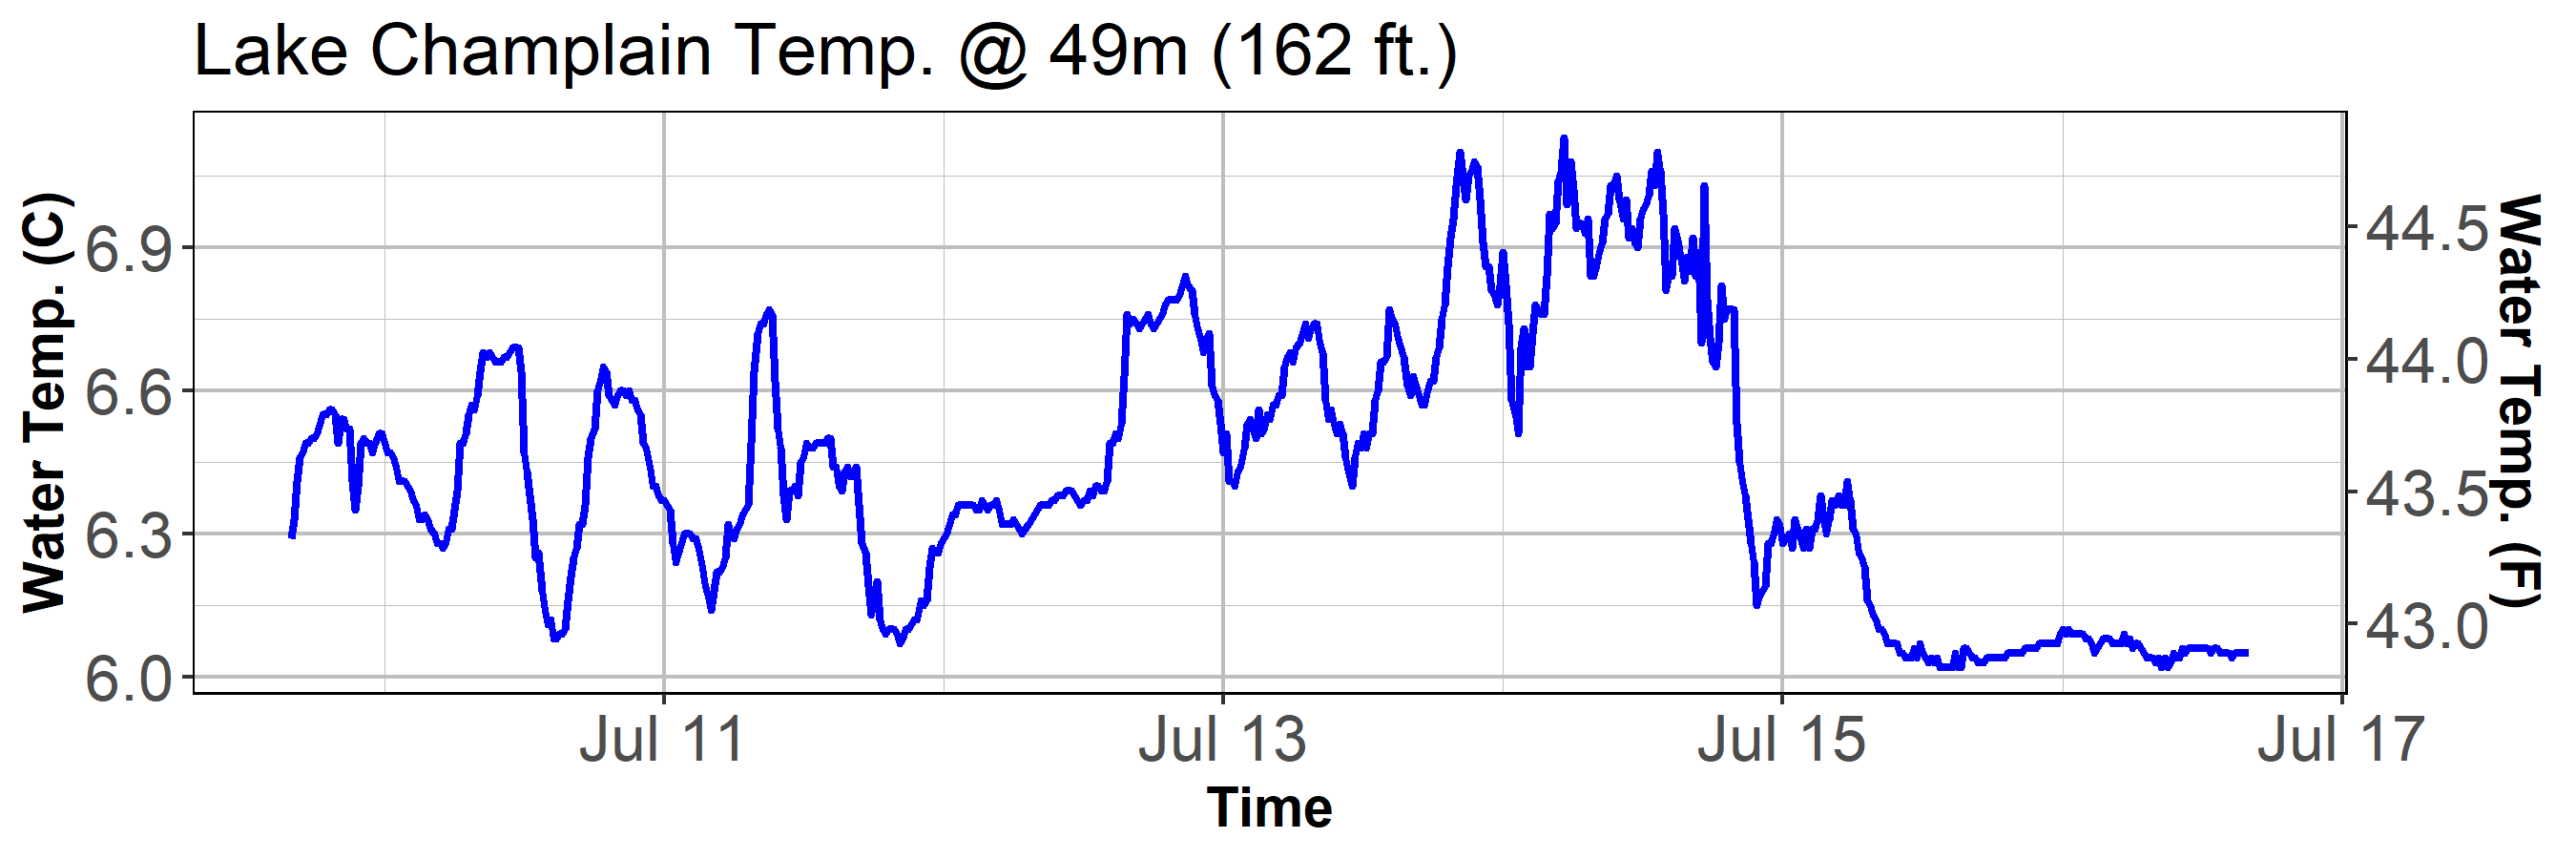 Lake Champlain Temp. @ 49m (162 ft.)
Water Temp. (C)
6.9
6.6
6.3
6.0
44.5
44.0
43.5
43.0
Water Temp. (F)
Jul 11
Jul 13
Jul 15
Jul 17
Time